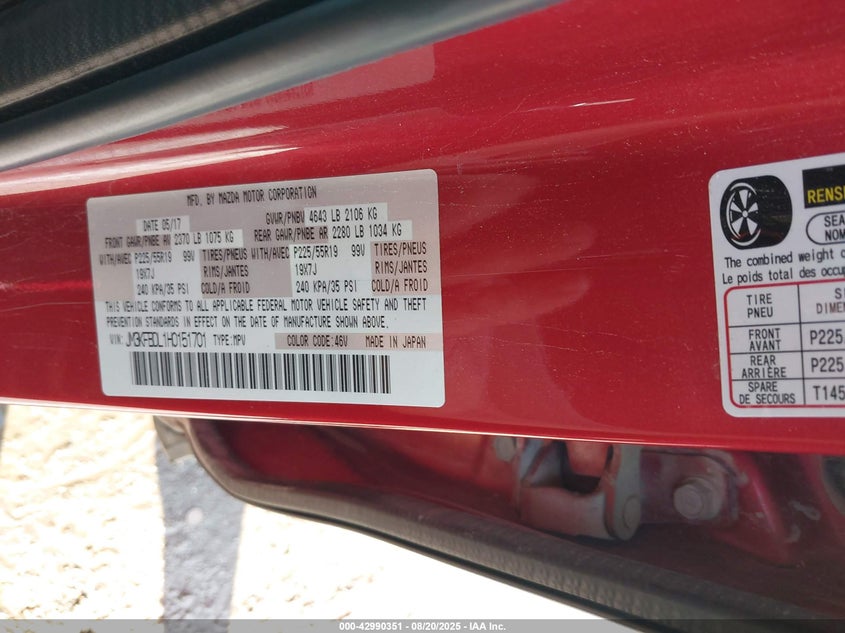 MFD. BY MAZDA MOTOR CORPORATION
DATE 05/17 GVWR/PNBV 4643 LB 2106 KG
FRONT GAWR/PNBE AV 2370 LB 1075 KG REAR GAWR/PNBE AR 2280 LB 1034 KG
WITH/AVEC P225/55R19 99V TIRES/PNEUS WITH/AVEC P225/55R19 99V TIRES/PNEUS
19X7J RIMS/JANTES 19X7J RIMS/JANTES
240 KPA/35 PSI COLD/A FROID 240 KPA/35 PSI COLD/A FROID
THIS VEHICLE CONFORMS TO ALL APPLICABLE FEDERAL MOTOR VEHICLE SAFETY AND THEFT
PREVENTION STANDARDS IN EFFECT ON THE DATE OF MANUFACTURE SHOWN ABOVE.
JM3KFBDL1H0151701 TYPE:MPV COLOR CODE:46V MADE IN JAPAN
RENSE
SEA
NOM
The combined weight o
Le poids total des occu
TIRE
PNEU
S
DIMEN
FRONT
AVANT
P225
REAR
ARRIÈRE
P225
SPARE
DE SECOURS
T145
000-42990351 - 08/20/2025 - IAA Inc.